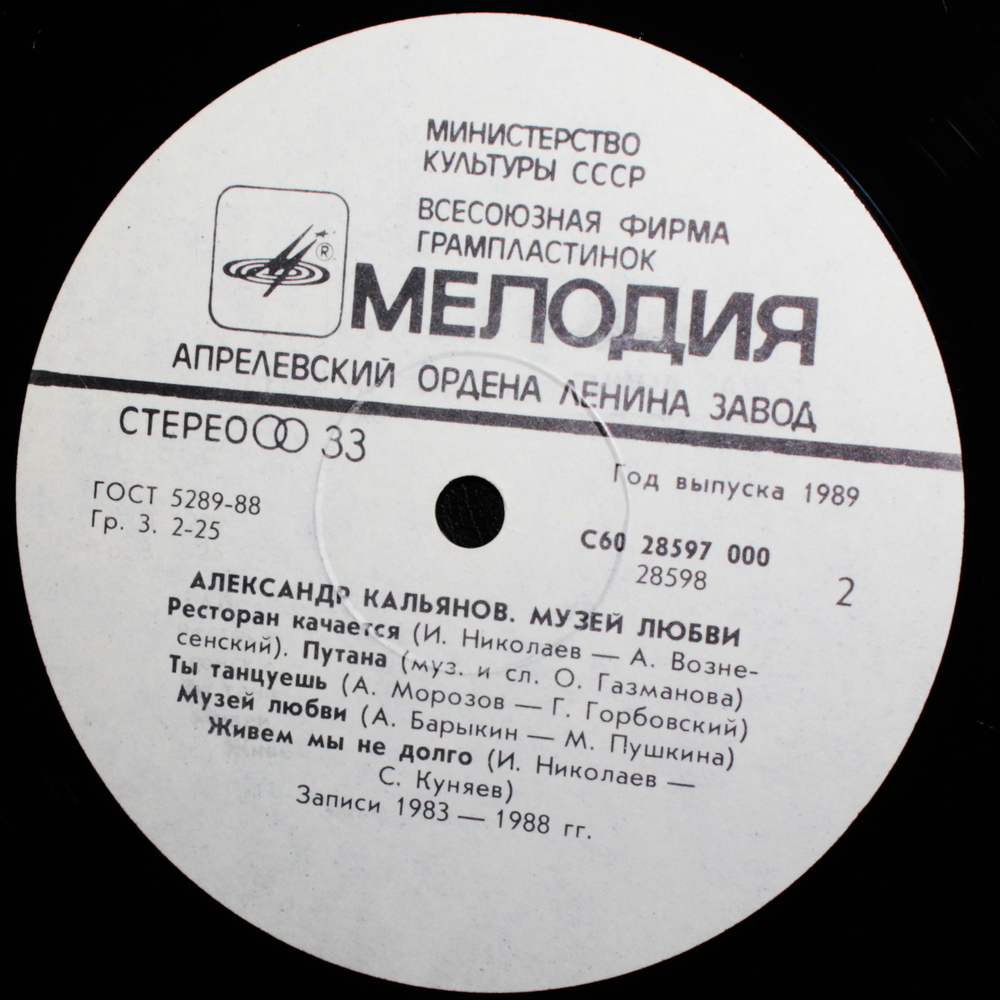 МИНИСТЕРСТВО
КУЛЬТУРЫ СССР
ВСЕСОЮЗНАЯ ФИРМА
ГРАМПЛАСТИНОК
®
МЕЛОДИЯ
АПРЕЛЕВСКИЙ ОРДЕНА ЛЕНИНА ЗАВОД
СТЕРЕО 33
Год выпуска 1989
ГОСТ 5289-88
Гр. 3. 2-25
С60 28597 000
28598
2
АЛЕКСАНДР КАЛЬЯНОВ. МУЗЕЙ ЛЮБВИ
Ресторан качается (И. Николаев — А. Возне-
сенский). Путана (муз. и сл. О. Газманова)
Ты танцуешь (А. Морозов — Г. Горбовский)
Музей любви (А. Барыкин — М. Пушкина)
Живем мы не долго (И. Николаев —
С. Куняев)
Записи 1983 — 1988 гг.